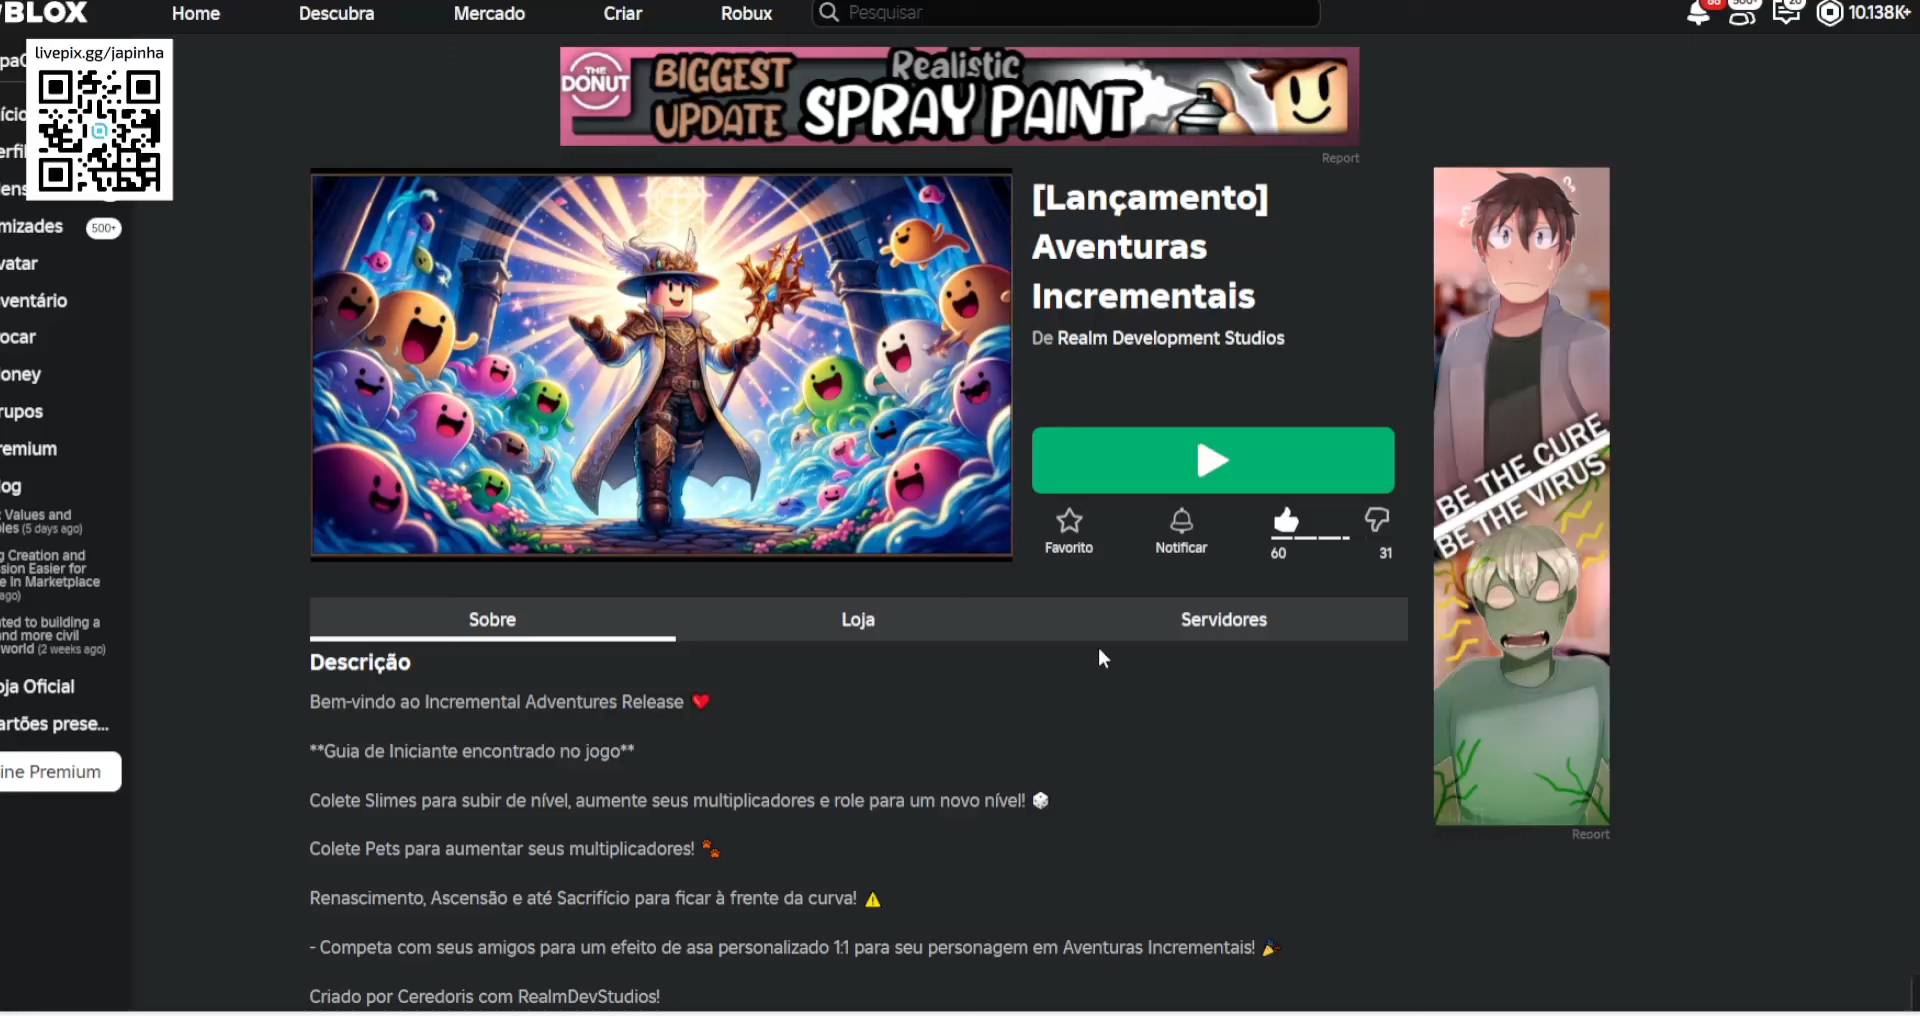 BLOX
Home
Descubra
Mercado
Criar
Robux
Pesquisar
500+
20
10.138K+
livepix.gg/japinha
mizades
500+
vatar
ventário
ocar
oney
rupos
remium
log
Values and
les (5 days ago)
g Creation and
sion Easier for
e in Marketplace
ago)
ted to building a
nd more civil
world (2 weeks ago)
ja Oficial
artões prese...
ine Premium
THE
DONUT
BIGGEST
UPDATE
Realistic
SPRAY PAINT
Report
[Lançamento]
Aventuras
Incrementais
De Realm Development Studios
Favorito
Notificar
60
31
BE THE CURE
BE THE VIRUS
Report
Sobre
Loja
Servidores
Descrição
Bem-vindo ao Incremental Adventures Release
**Guia de Iniciante encontrado no jogo**
Colete Slimes para subir de nível, aumente seus multiplicadores e role para um novo nível!
Colete Pets para aumentar seus multiplicadores!
Renascimento, Ascensão e até Sacrifício para ficar à frente da curva!
- Competa com seus amigos para um efeito de asa personalizado 1:1 para seu personagem em Aventuras Incrementais!
Criado por Ceredoris com RealmDevStudios!